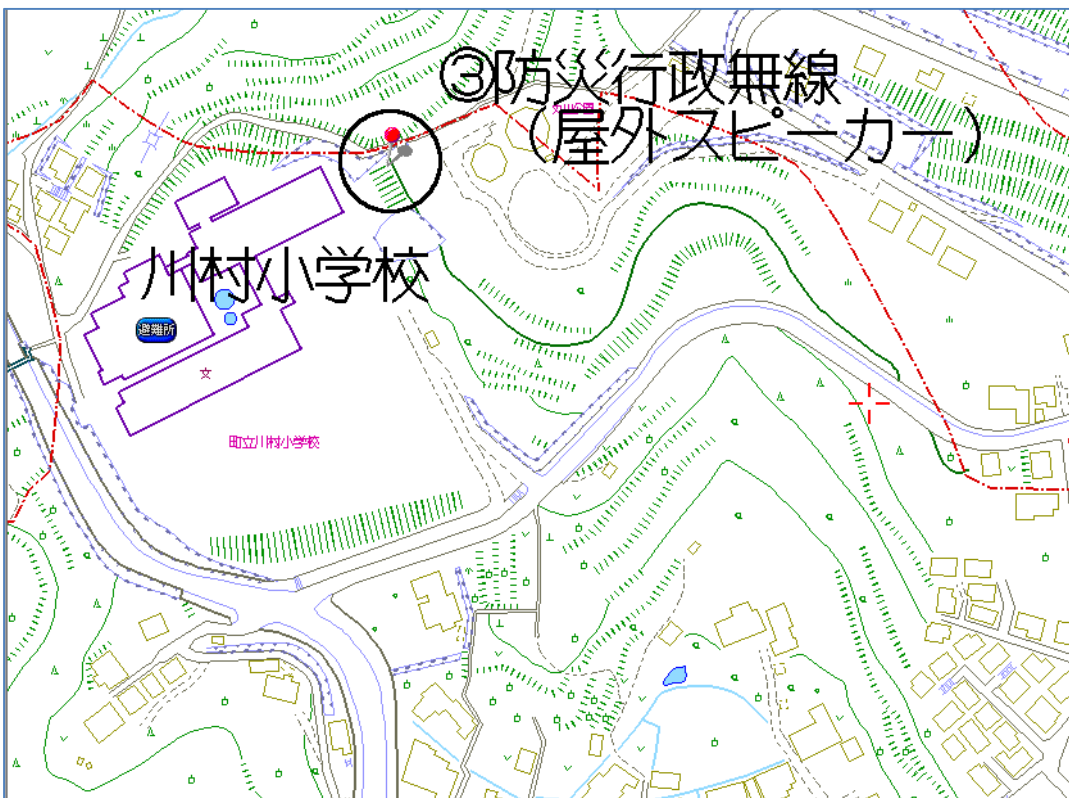 ③防災行政無線
（屋外スピーカー）
川村小学校
避難所
文
町立川村小学校